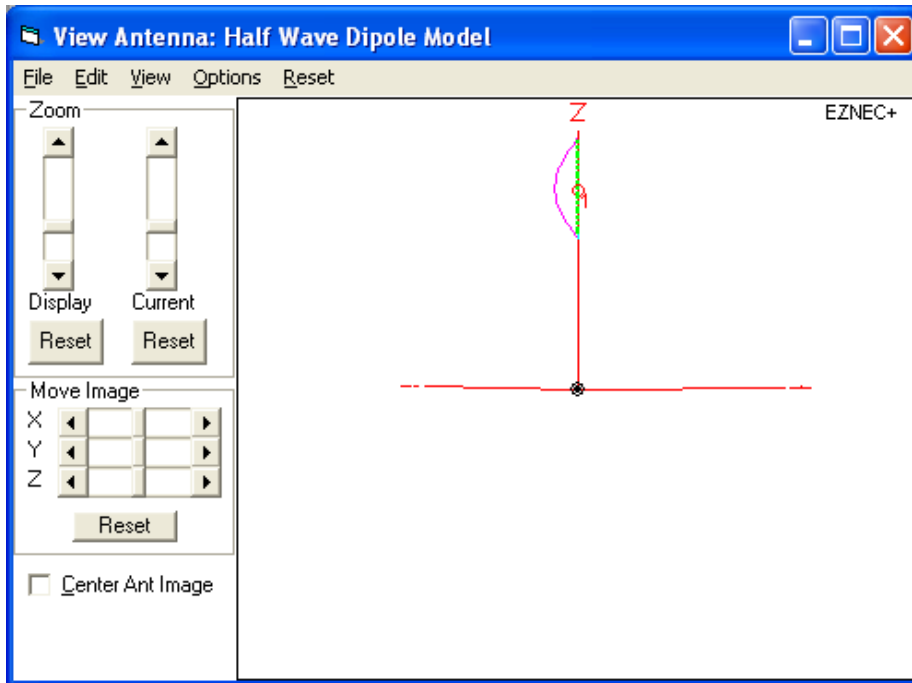 View Antenna: Half Wave Dipole Model
File Edit View Options Reset
Zoom
Display Current
Reset Reset
Move Image
X
Y
Z
Reset
Center Ant Image
EZNEC+
Z